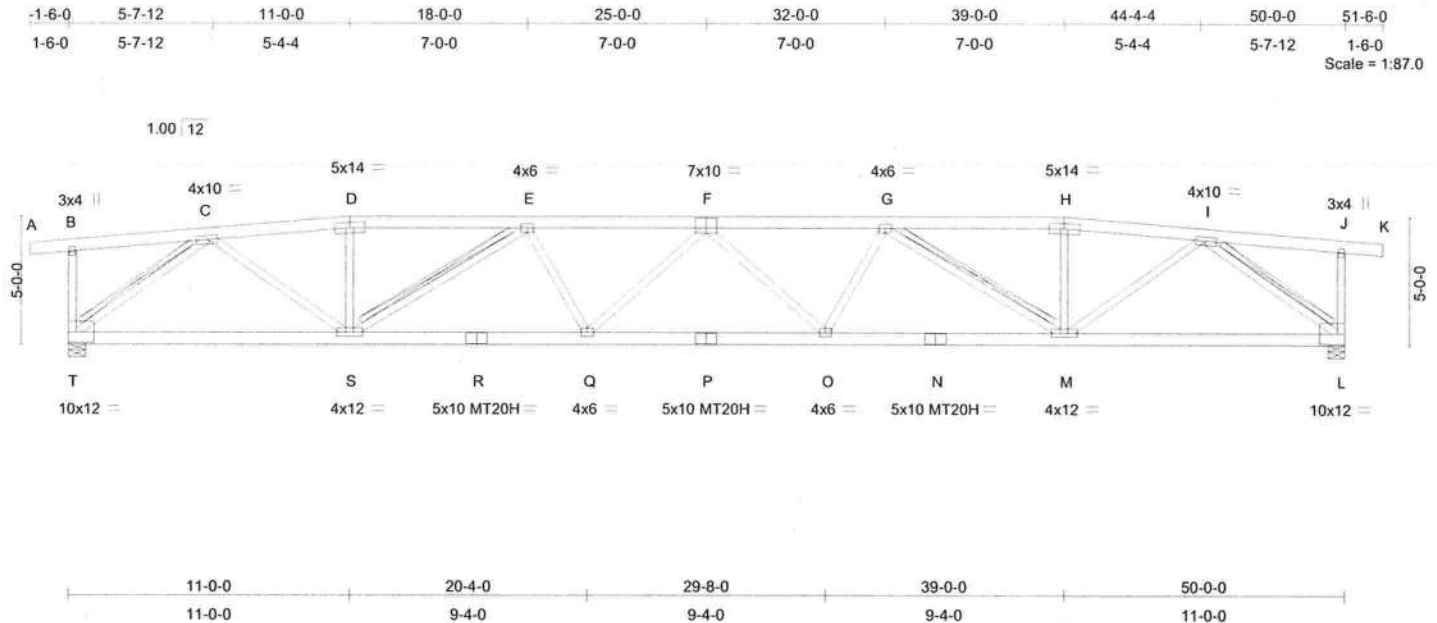 -1-6-0 5-7-12 11-0-0 18-0-0 25-0-0 32-0-0 39-0-0 44-4-4 50-0-0 51-6-0
1-6-0 5-7-12 5-4-4 7-0-0 7-0-0 7-0-0 7-0-0 5-4-4 5-7-12 1-6-0
Scale = 1:87.0
1.00 12
5x14 = 4x6 = 7x10 = 4x6 = 5x14 =
3x4 || 4x10 = 4x10 = 3x4 ||
A B C D E F G H I J K
5-0-0 5-0-0
T S R Q P O N M L
10x12 = 4x12 = 5x10 MT20H = 4x6 = 5x10 MT20H = 4x6 = 5x10 MT20H = 4x12 = 10x12 =
11-0-0 20-4-0 29-8-0 39-0-0 50-0-0
11-0-0 9-4-0 9-4-0 9-4-0 11-0-0